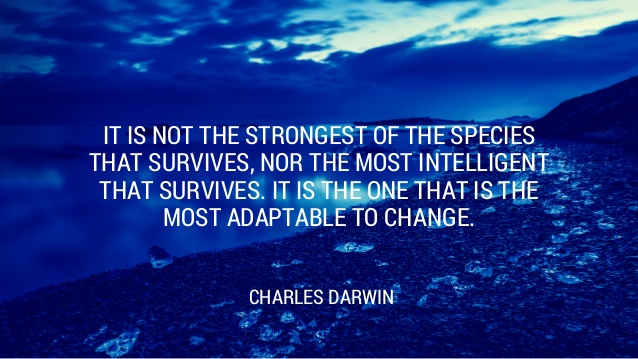 IT IS NOT THE STRONGEST OF THE SPECIES
THAT SURVIVES, NOR THE MOST INTELLIGENT
THAT SURVIVES. IT IS THE ONE THAT IS THE
MOST ADAPTABLE TO CHANGE.
CHARLES DARWIN